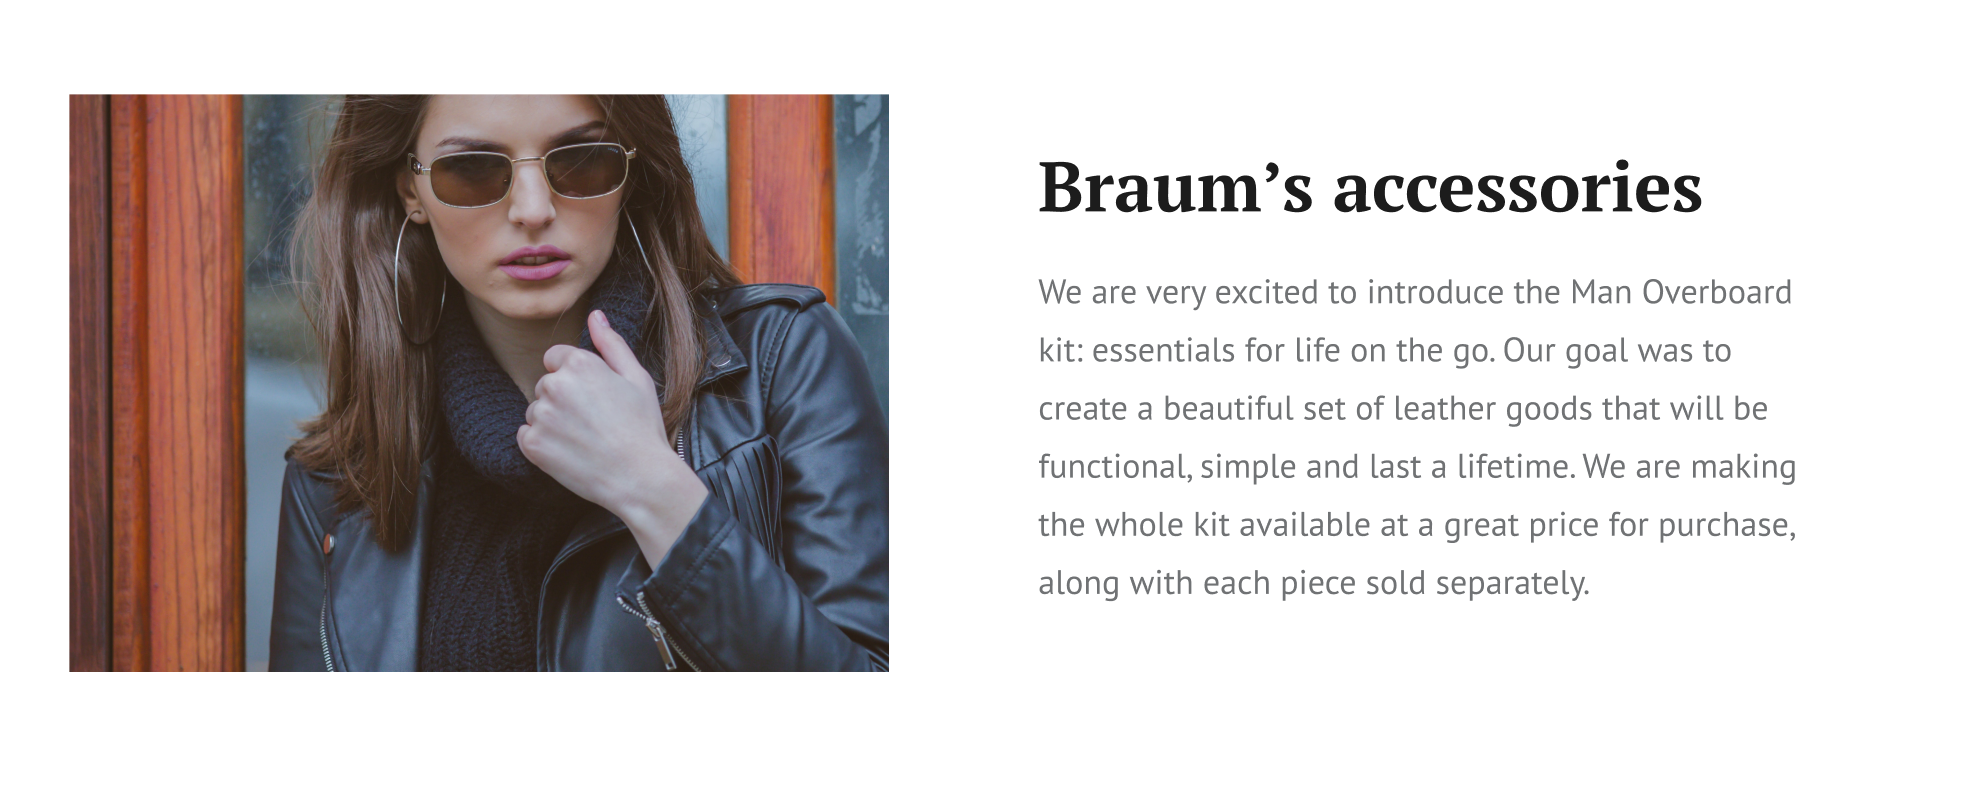 Braum’s accessories
We are very excited to introduce the Man Overboard
kit: essentials for life on the go. Our goal was to
create a beautiful set of leather goods that will be
functional, simple and last a lifetime. We are making
the whole kit available at a great price for purchase,
along with each piece sold separately.